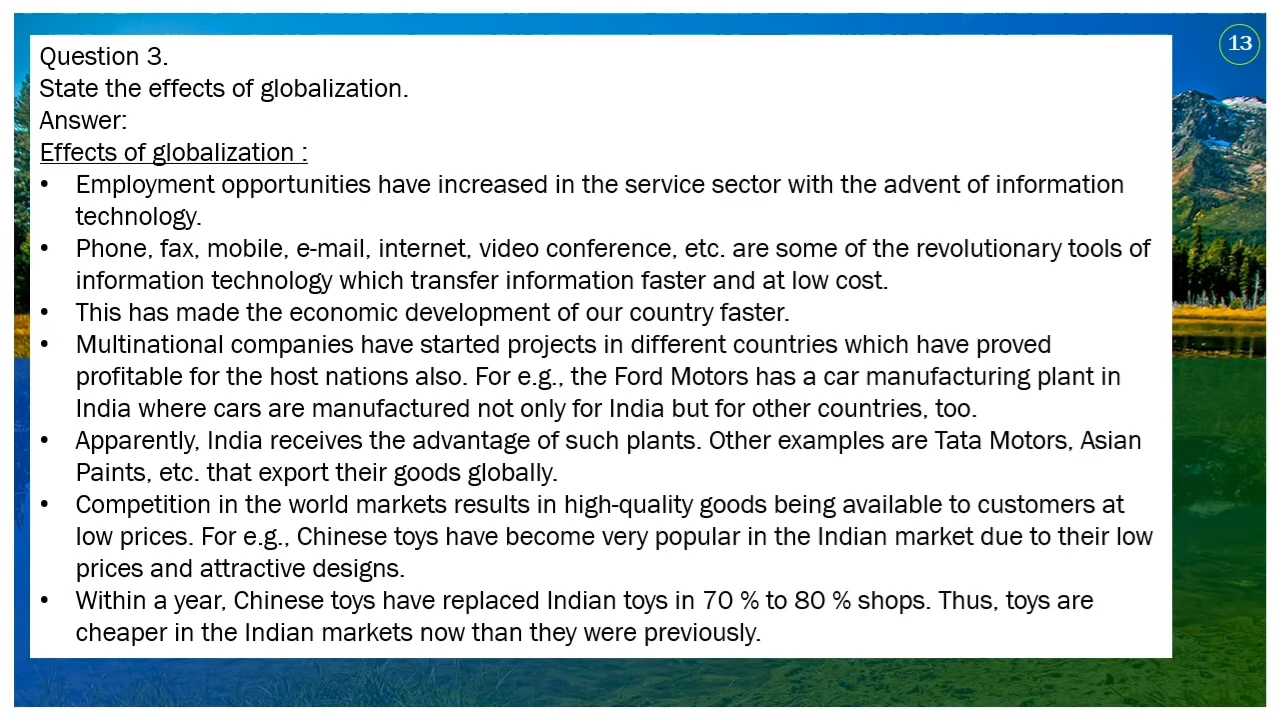 13
Question 3.
State the effects of globalization.
Answer:
Effects of globalization :
• Employment opportunities have increased in the service sector with the advent of information
technology.
• Phone, fax, mobile, e-mail, internet, video conference, etc. are some of the revolutionary tools of
information technology which transfer information faster and at low cost.
• This has made the economic development of our country faster.
• Multinational companies have started projects in different countries which have proved
profitable for the host nations also. For e.g., the Ford Motors has a car manufacturing plant in
India where cars are manufactured not only for India but for other countries, too.
• Apparently, India receives the advantage of such plants. Other examples are Tata Motors, Asian
Paints, etc. that export their goods globally.
• Competition in the world markets results in high-quality goods being available to customers at
low prices. For e.g., Chinese toys have become very popular in the Indian market due to their low
prices and attractive designs.
• Within a year, Chinese toys have replaced Indian toys in 70 % to 80 % shops. Thus, toys are
cheaper in the Indian markets now than they were previously.